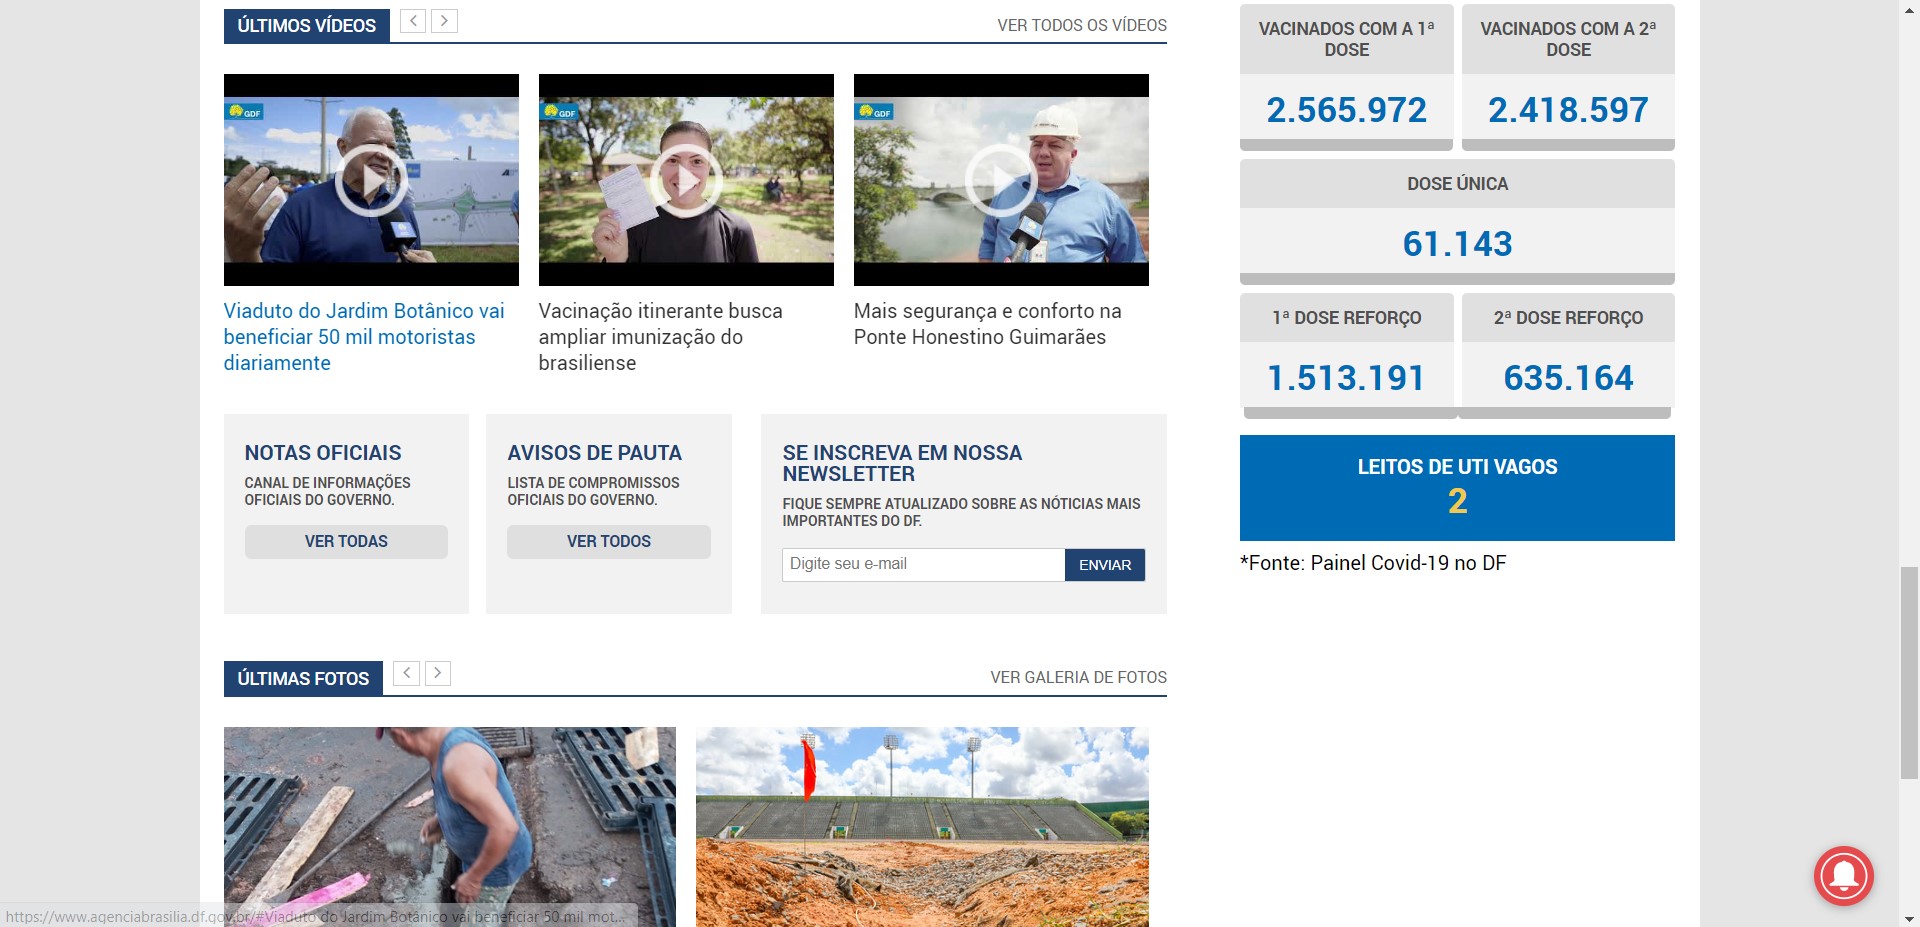 ÚLTIMOS VÍDEOS
VER TODOS OS VÍDEOS
GDF
GDF
GDF
Viaduto do Jardim Botânico vai
beneficiar 50 mil motoristas
diariamente
Vacinação itinerante busca
ampliar imunização do
brasiliense
Mais segurança e conforto na
Ponte Honestino Guimarães
NOTAS OFICIAIS
CANAL DE INFORMAÇÕES
OFICIAIS DO GOVERNO.
VER TODAS
AVISOS DE PAUTA
LISTA DE COMPROMISSOS
OFICIAIS DO GOVERNO.
VER TODOS
SE INSCREVA EM NOSSA
NEWSLETTER
FIQUE SEMPRE ATUALIZADO SOBRE AS NÓTICIAS MAIS
IMPORTANTES DO DF.
Digite seu e-mail
ENVIAR
ÚLTIMAS FOTOS
VER GALERIA DE FOTOS
VACINADOS COM A 1ª
DOSE
2.565.972
VACINADOS COM A 2ª
DOSE
2.418.597
DOSE ÚNICA
61.143
1ª DOSE REFORÇO
1.513.191
2ª DOSE REFORÇO
635.164
LEITOS DE UTI VAGOS
2
*Fonte: Painel Covid-19 no DF
https://www.agenciabrasilia.df.gov.br/#Viaduto do Jardim Botânico vai beneficiar 50 mil mot...